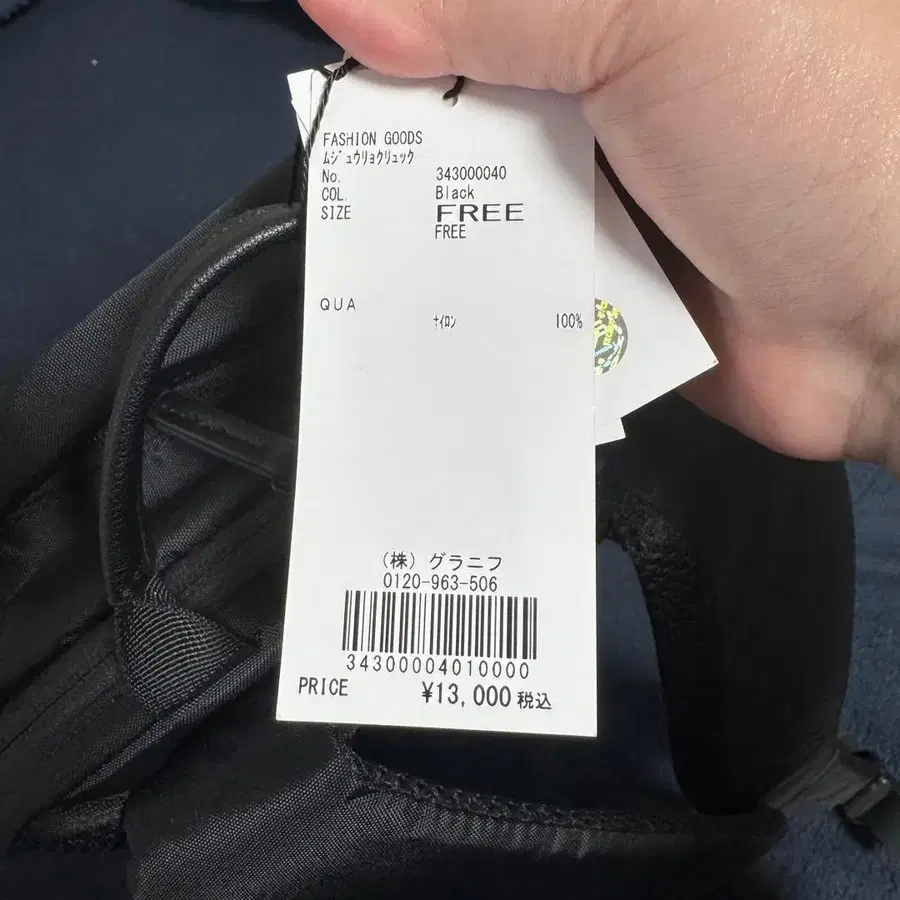 FASHION GOODS
ﾑｼﾞｭｳﾘｮｸﾘｭｯｸ
No. 343000040
COL. Black
SIZE FREE
FREE
QUA
ﾅｲﾛﾝ 100%
(株) グラニフ
0120-963-506
34300004010000
PRICE ¥13,000 税込